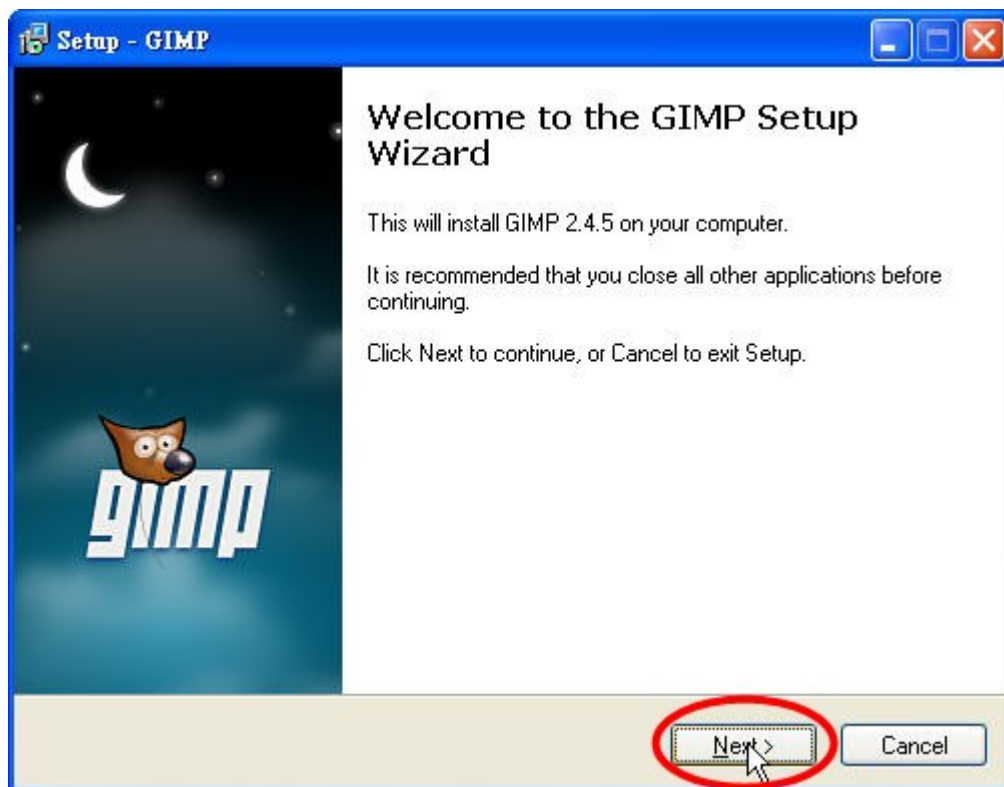 Setup - GIMP
Welcome to the GIMP Setup
Wizard
This will install GIMP 2.4.5 on your computer.
It is recommended that you close all other applications before
continuing.
Click Next to continue, or Cancel to exit Setup.
gimp
Next >
Cancel